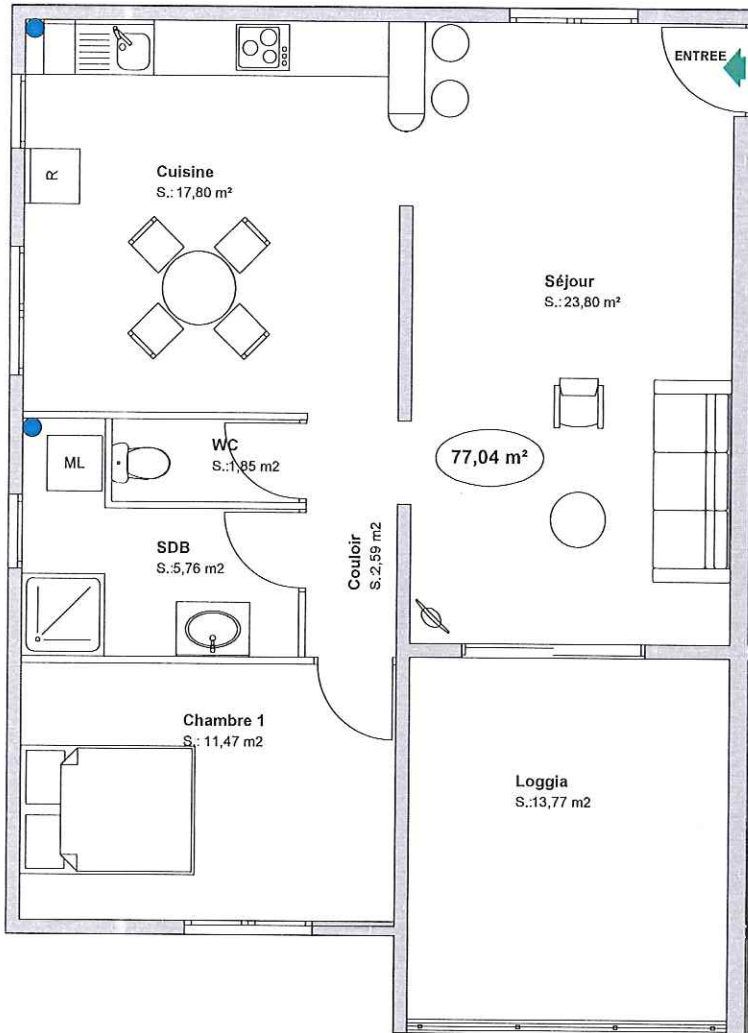 ENTREE
Cuisine
S.: 17,80 m²
R
Séjour
S.: 23,80 m²
WC
S.:1,85 m2
ML
77,04 m²
SDB
S.:5,76 m2
Couloir
S.2,59 m2
Chambre 1
S.: 11,47 m2
Loggia
S.:13,77 m2